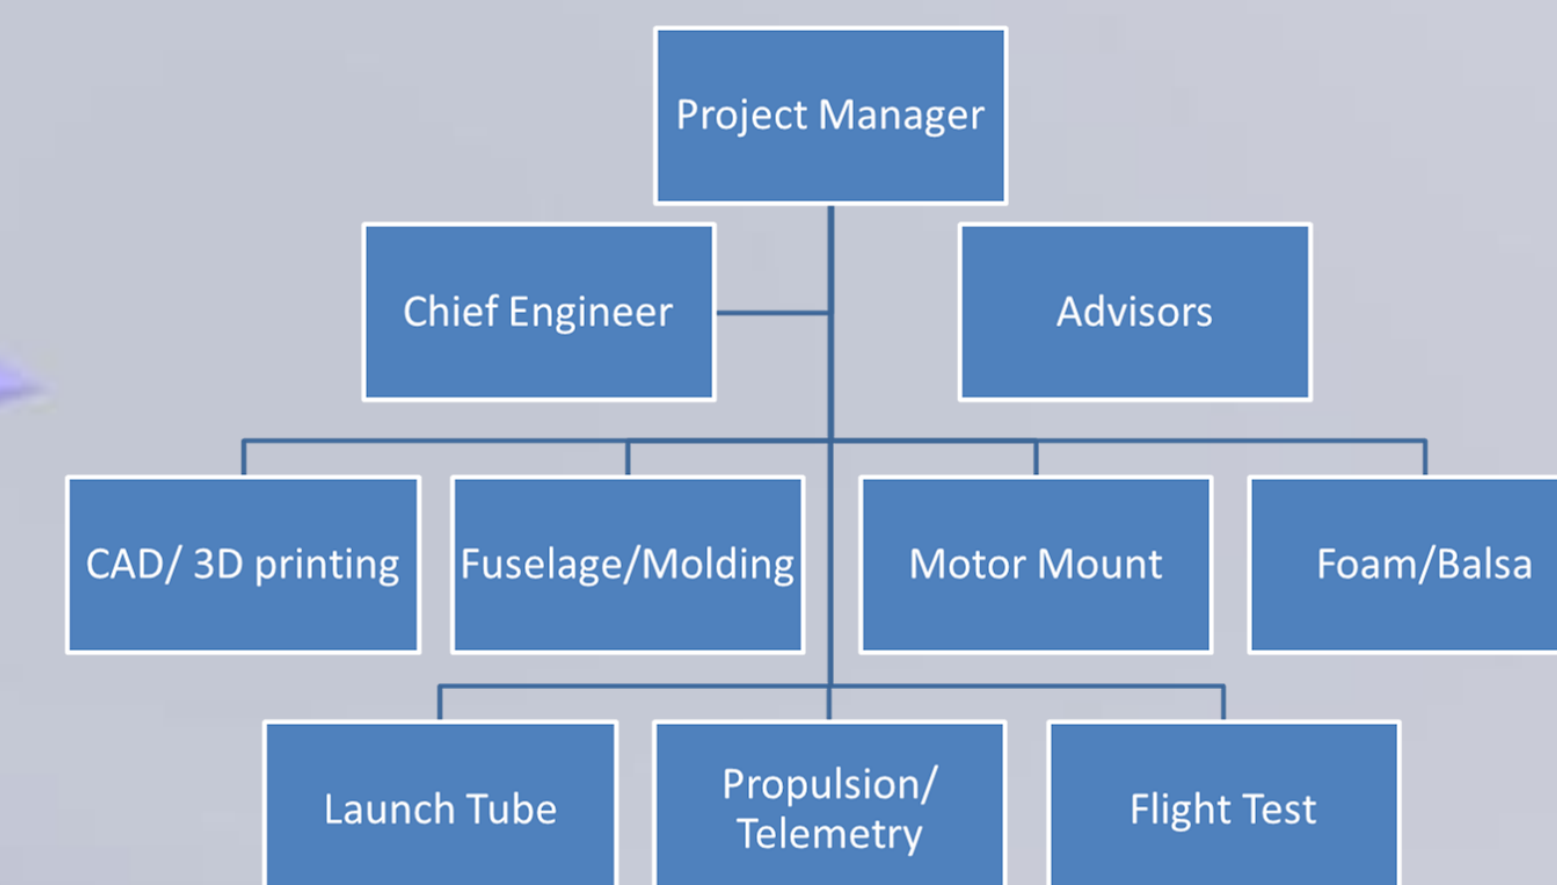 Project Manager
Chief Engineer
Advisors
CAD/ 3D printing
Fuselage/Molding
Motor Mount
Foam/Balsa
Launch Tube
Propulsion/
Telemetry
Flight Test